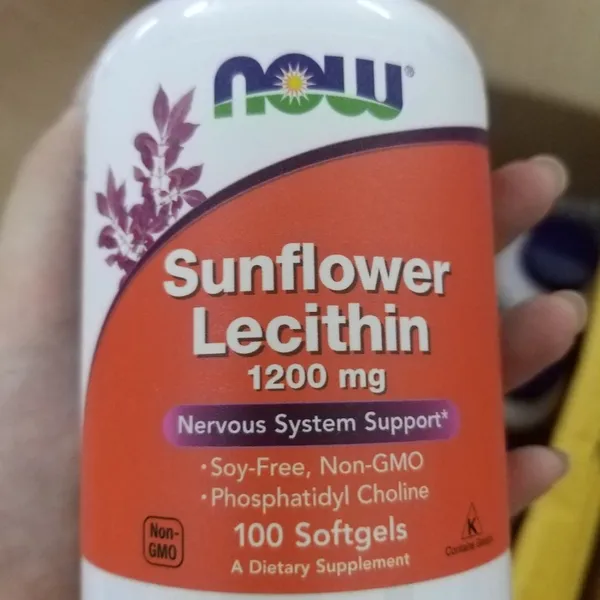 NOW®
Sunflower
Lecithin
1200 mg
Nervous System Support*
•Soy-Free, Non-GMO
•Phosphatidyl Choline
100 Softgels
A Dietary Supplement
Non-
GMO
K
Contains